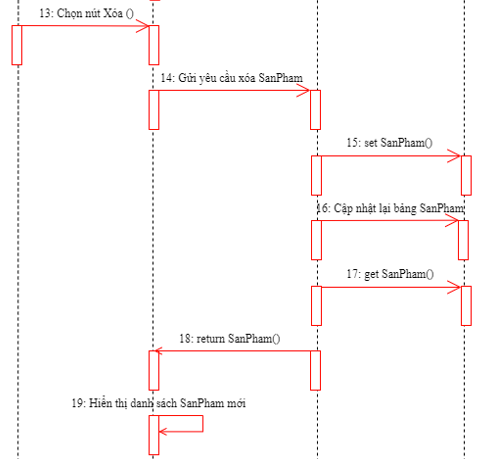 13: Chọn nút Xóa ()
14: Gửi yêu cầu xóa SanPham
15: set SanPham()
16: Cập nhật lại bảng SanPham
17: get SanPham()
18: return SanPham()
19: Hiển thị danh sách SanPham mới